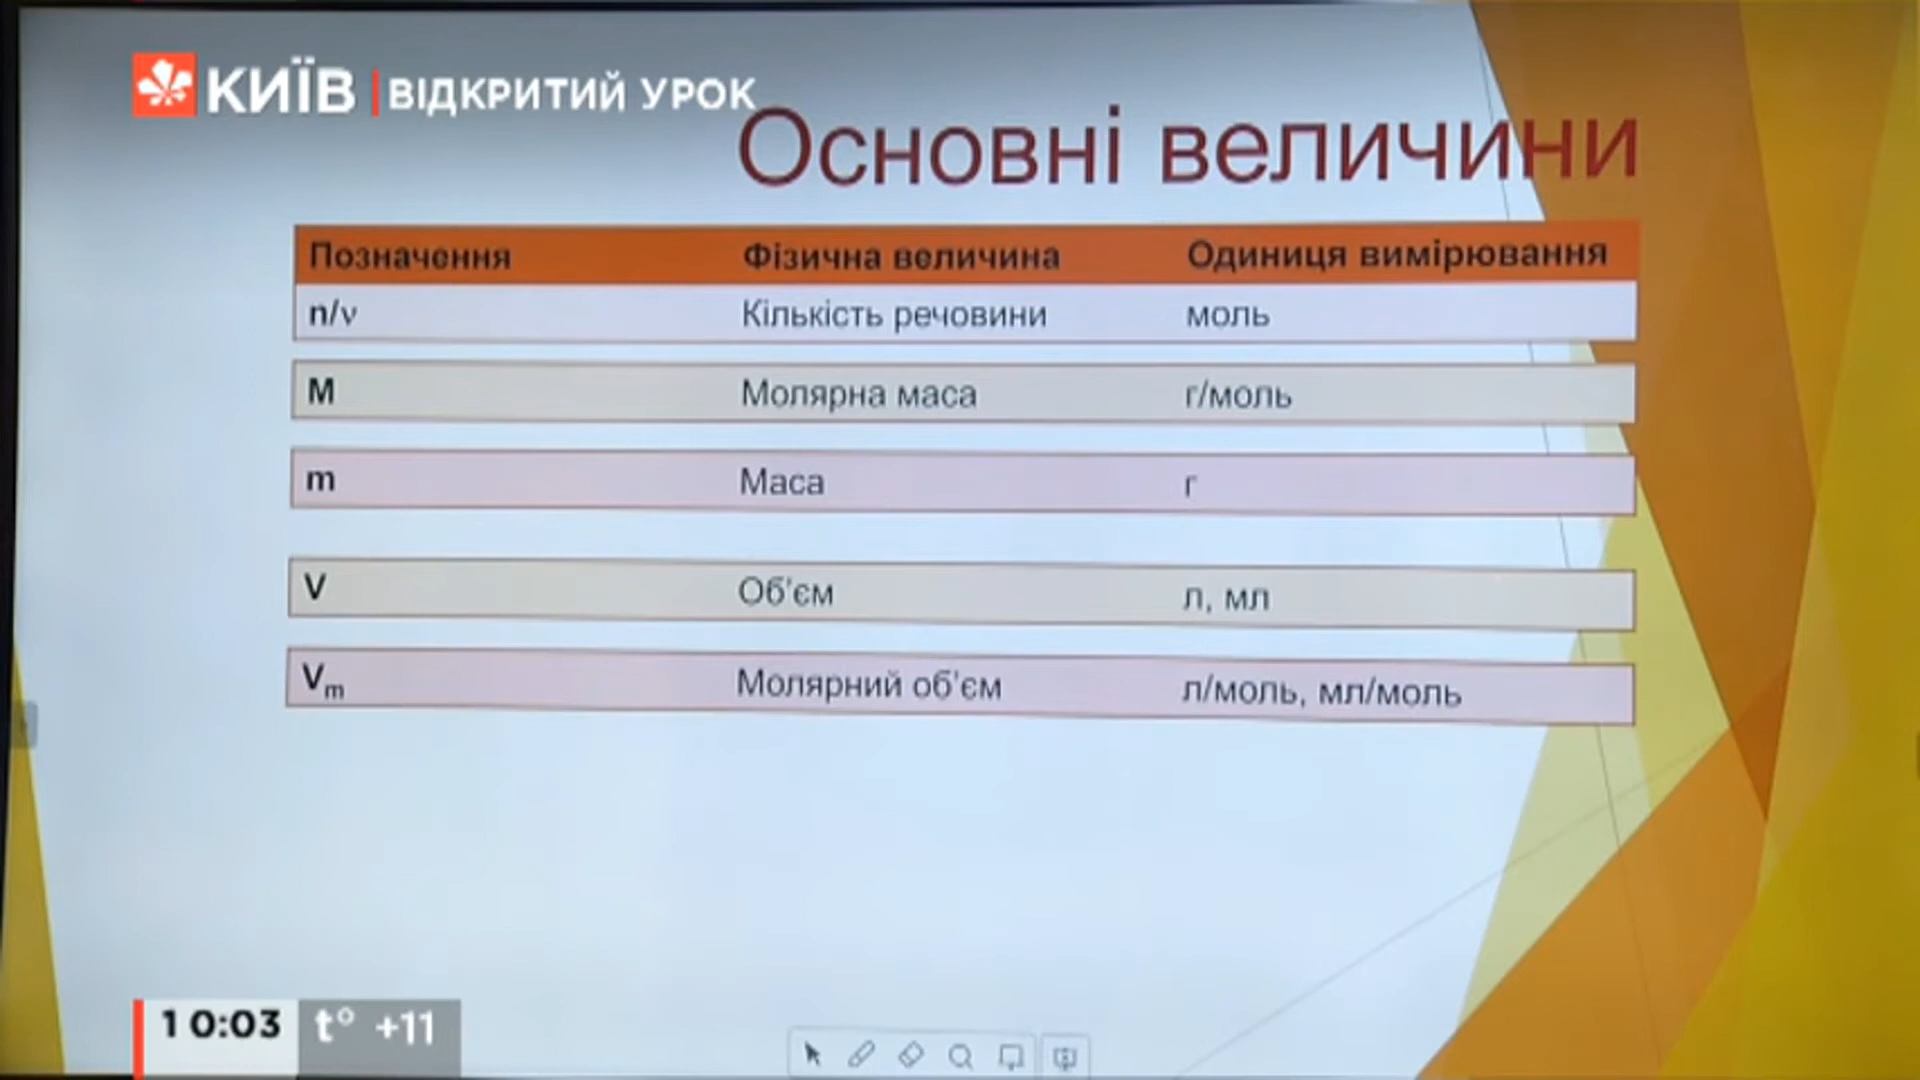 КИЇВ | ВІДКРИТИЙ УРОК
Основні величини
Позначення Фізична величина Одиниця вимірювання
n/ν Кількість речовини моль
M Молярна маса г/моль
m Маса г
V Об'єм л, мл
Vm Молярний об'єм л/моль, мл/моль
10:03 t° +11